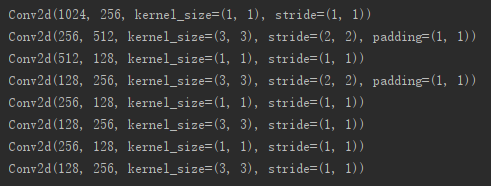 Conv2d(1024, 256, kernel_size=(1, 1), stride=(1, 1))
Conv2d(256, 512, kernel_size=(3, 3), stride=(2, 2), padding=(1, 1))
Conv2d(512, 128, kernel_size=(1, 1), stride=(1, 1))
Conv2d(128, 256, kernel_size=(3, 3), stride=(2, 2), padding=(1, 1))
Conv2d(256, 128, kernel_size=(1, 1), stride=(1, 1))
Conv2d(128, 256, kernel_size=(3, 3), stride=(1, 1))
Conv2d(256, 128, kernel_size=(1, 1), stride=(1, 1))
Conv2d(128, 256, kernel_size=(3, 3), stride=(1, 1))